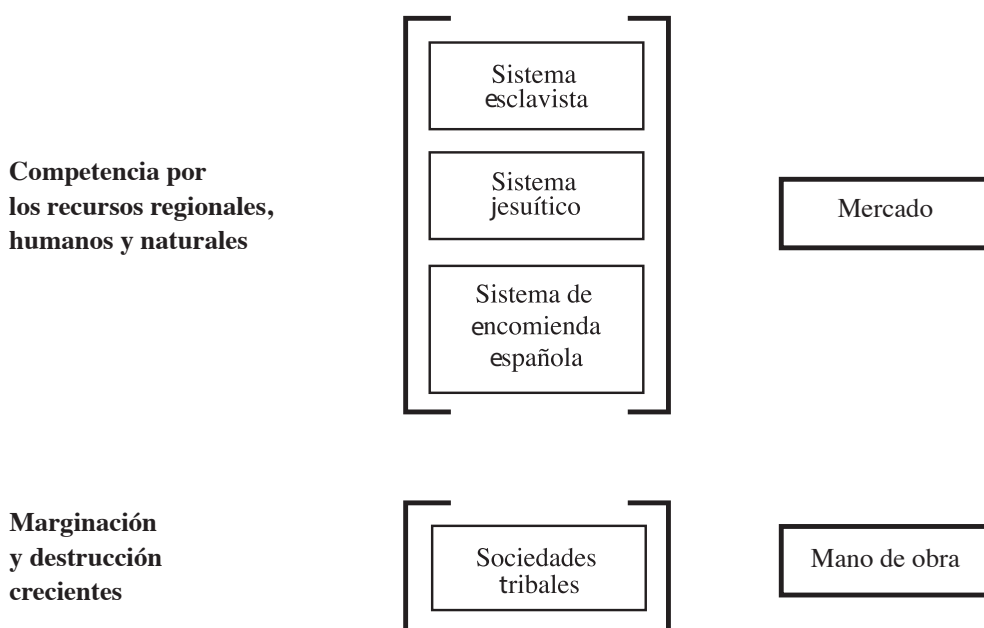 Sistema
esclavista
Competencia por
los recursos regionales,
humanos y naturales
Sistema
jesuítico
Mercado
Sistema de
encomienda
española
Marginación
y destrucción
crecientes
Sociedades
tribales
Mano de obra